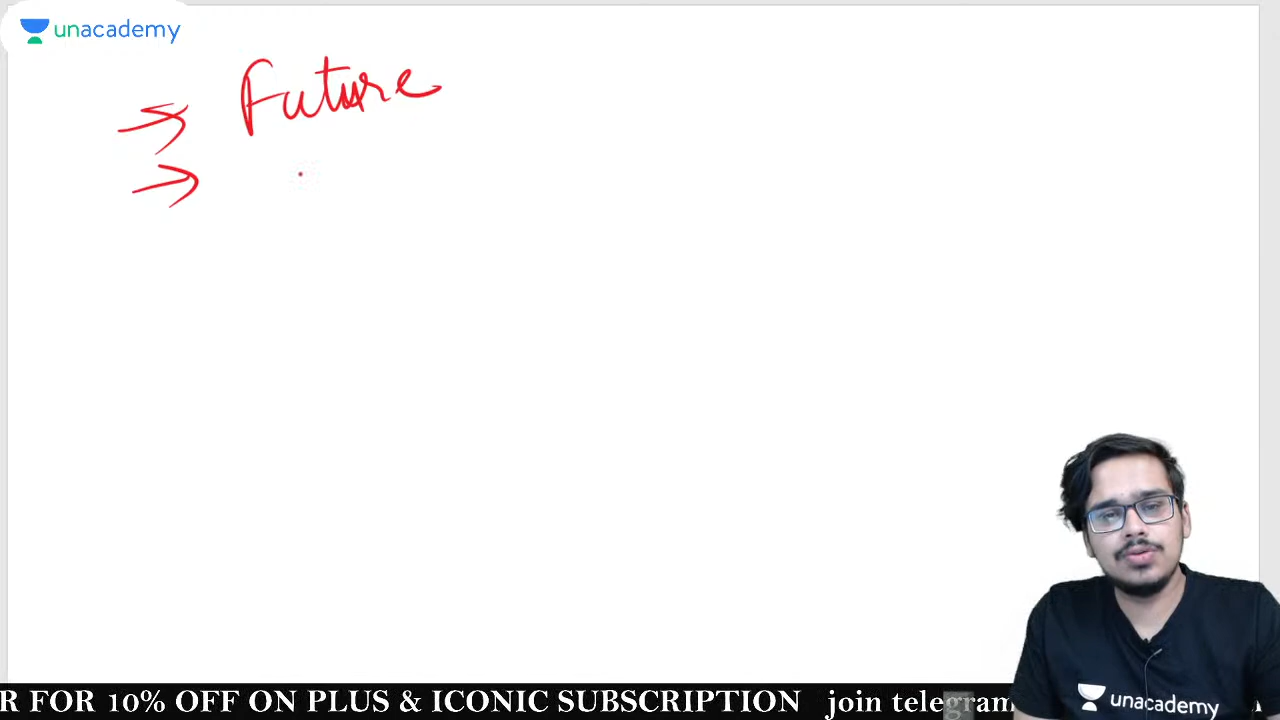 unacademy
→ Future
→
R FOR 10% OFF ON PLUS & ICONIC SUBSCRIPTION join telegram
unacademy